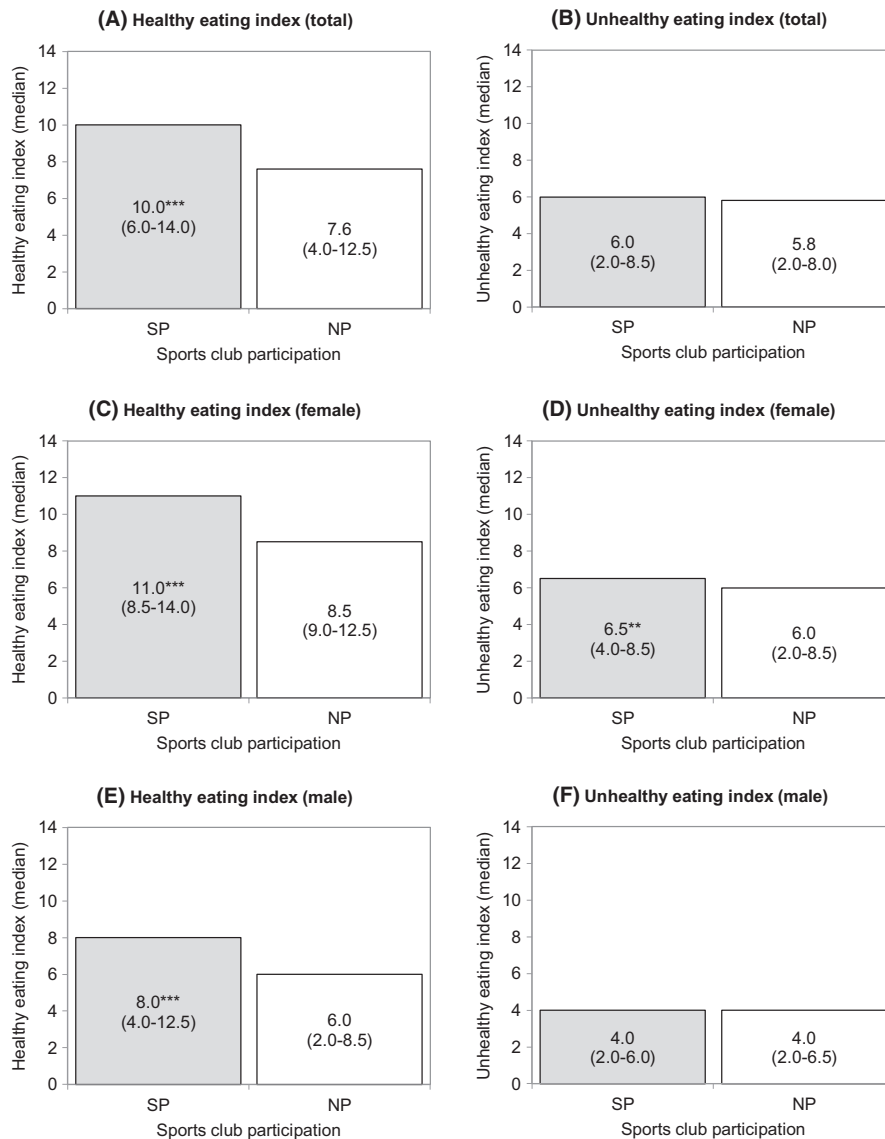 (A) Healthy eating index (total)
Healthy eating index (median)
14
12
10
8
6
4
2
0
10.0***
(6.0-14.0)
7.6
(4.0-12.5)
SP
NP
Sports club participation
(B) Unhealthy eating index (total)
Unhealthy eating index (median)
14
12
10
8
6
4
2
0
6.0
(2.0-8.5)
5.8
(2.0-8.0)
SP
NP
Sports club participation
(C) Healthy eating index (female)
Healthy eating index (median)
14
12
10
8
6
4
2
0
11.0***
(8.5-14.0)
8.5
(9.0-12.5)
SP
NP
Sports club participation
(D) Unhealthy eating index (female)
Unhealthy eating index (median)
14
12
10
8
6
4
2
0
6.5**
(4.0-8.5)
6.0
(2.0-8.5)
SP
NP
Sports club participation
(E) Healthy eating index (male)
Healthy eating index (median)
14
12
10
8
6
4
2
0
8.0***
(4.0-12.5)
6.0
(2.0-8.5)
SP
NP
Sports club participation
(F) Unhealthy eating index (male)
Unhealthy eating index (median)
14
12
10
8
6
4
2
0
4.0
(2.0-6.0)
4.0
(2.0-6.5)
SP
NP
Sports club participation